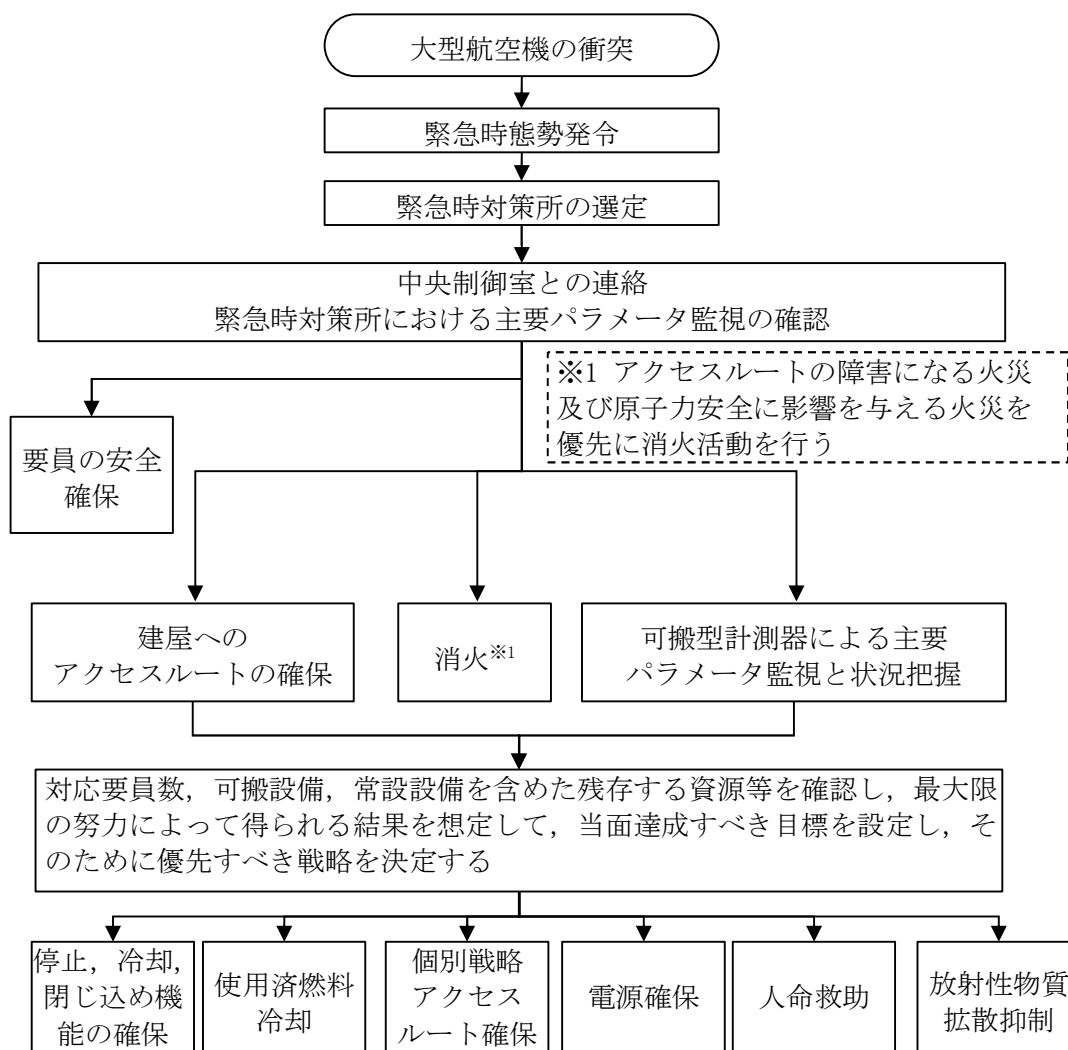 大型航空機の衝突
緊急時態勢発令
緊急時対策所の選定
中央制御室との連絡
緊急時対策所における主要パラメータ監視の確認
※1 アクセスルートの障害になる火災
及び原子力安全に影響を与える火災を
優先に消火活動を行う
要員の安全
確保
建屋への
アクセスルートの確保
消火※1
可搬型計測器による主要
パラメータ監視と状況把握
対応要員数，可搬設備，常設設備を含めた残存する資源等を確認し，最大限
の努力によって得られる結果を想定して，当面達成すべき目標を設定し，そ
のために優先すべき戦略を決定する
停止，冷却，
閉じ込め機
能の確保
使用済燃料
冷却
個別戦略
アクセス
ルート確保
電源確保
人命救助
放射性物質
拡散抑制